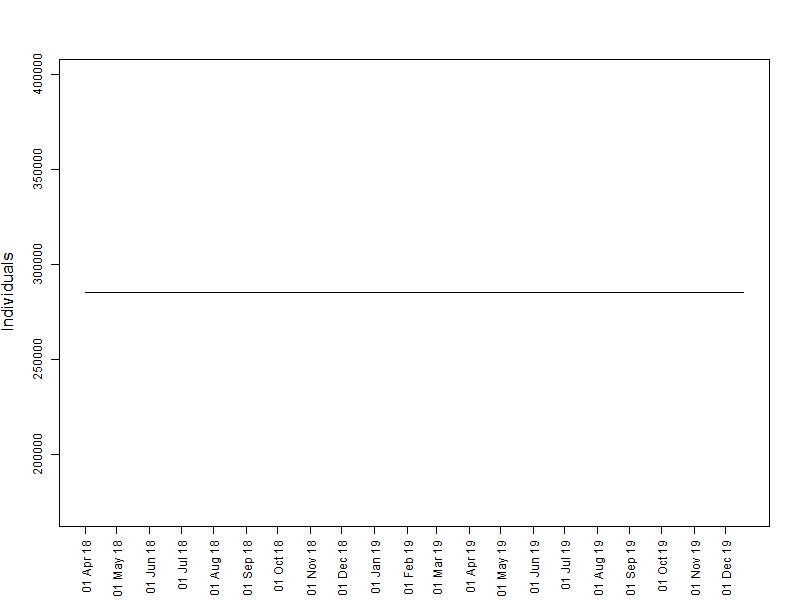 Individuals
400000
350000
300000
250000
200000
01 Apr 18
01 May 18
01 Jun 18
01 Jul 18
01 Aug 18
01 Sep 18
01 Oct 18
01 Nov 18
01 Dec 18
01 Jan 19
01 Feb 19
01 Mar 19
01 Apr 19
01 May 19
01 Jun 19
01 Jul 19
01 Aug 19
01 Sep 19
01 Oct 19
01 Nov 19
01 Dec 19